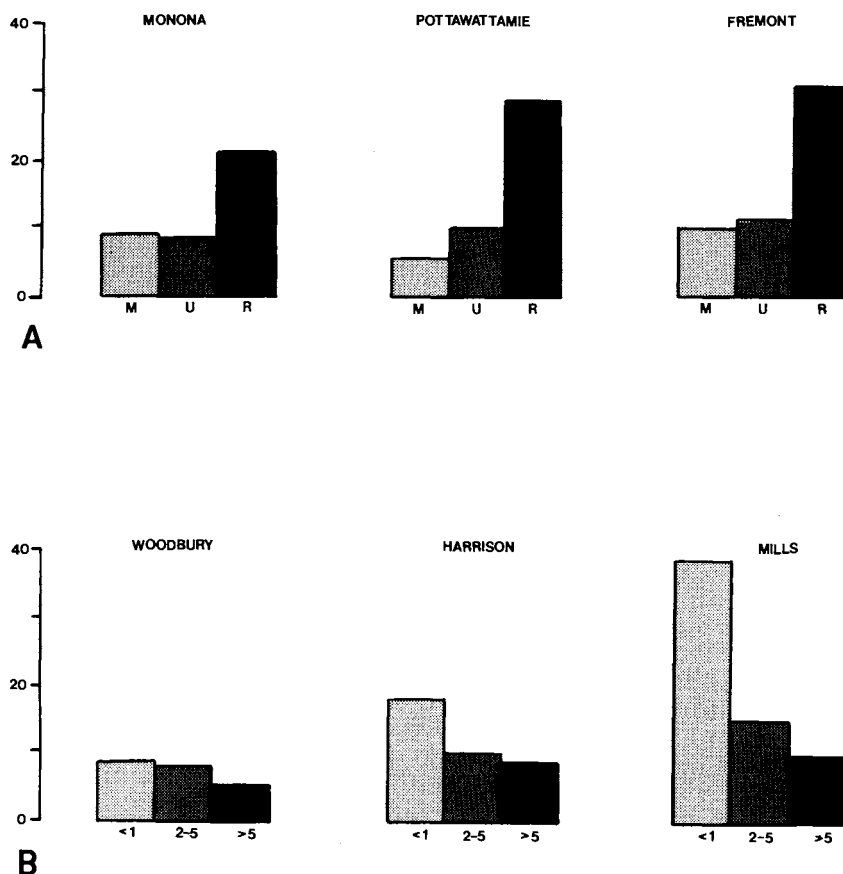 40 MONONA POTTAWATTAMIE FREMONT
20
0
M U R M U R M U R
A
40 WOODBURY HARRISON MILLS
20
0
<1 2-5 >5 <1 2-5 >5 <1 2-5 >5
B